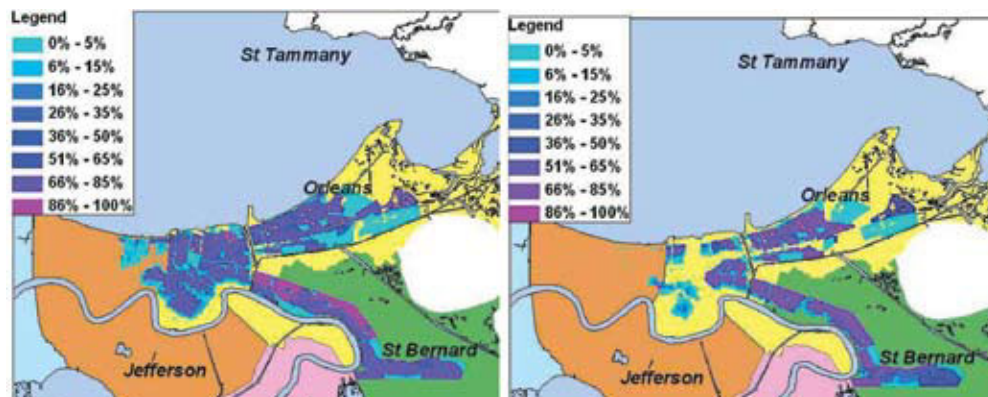 Legend
0% - 5%
6% - 15%
16% - 25%
26% - 35%
36% - 50%
51% - 65%
66% - 85%
86% - 100%
St Tammany
Orleans
St Bernard
Jefferson
Legend
0% - 5%
6% - 15%
16% - 25%
26% - 35%
36% - 50%
51% - 65%
66% - 85%
86% - 100%
St Tammany
Orleans
St Bernard
Jefferson